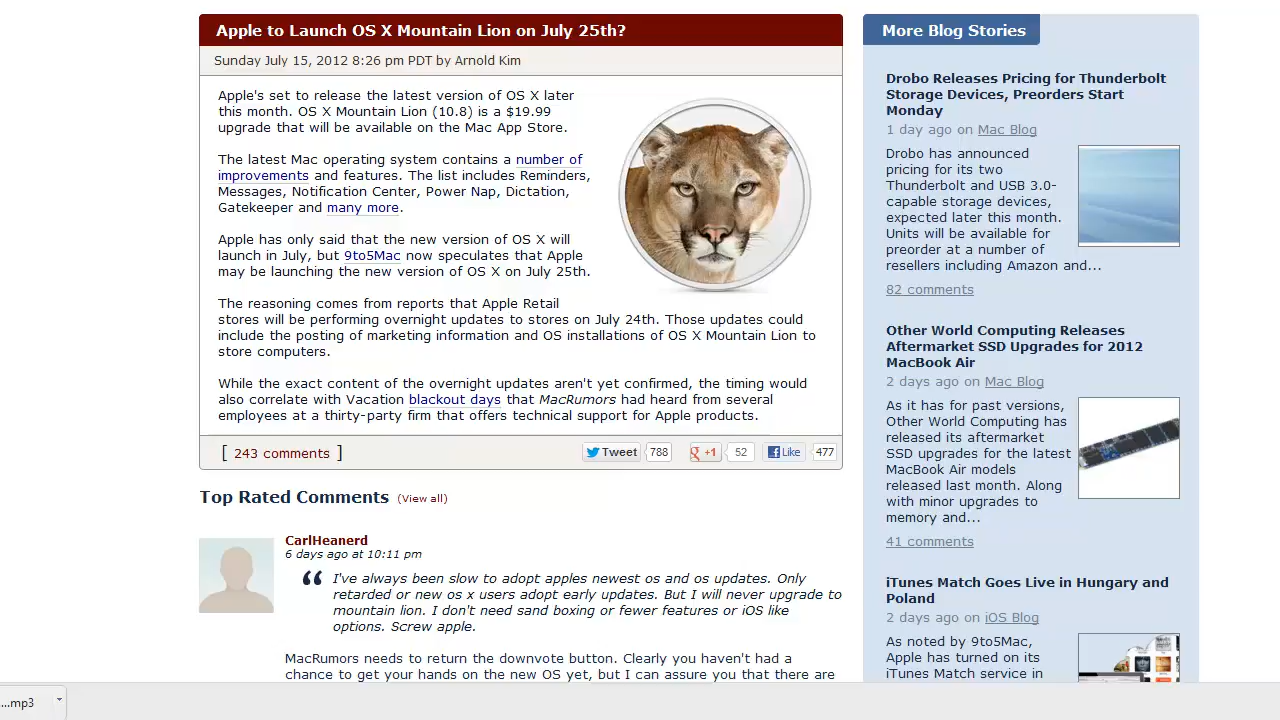 Apple to Launch OS X Mountain Lion on July 25th?
Sunday July 15, 2012 8:26 pm PDT by Arnold Kim
Apple's set to release the latest version of OS X later
this month. OS X Mountain Lion (10.8) is a $19.99
upgrade that will be available on the Mac App Store.
The latest Mac operating system contains a number of
improvements and features. The list includes Reminders,
Messages, Notification Center, Power Nap, Dictation,
Gatekeeper and many more.
Apple has only said that the new version of OS X will
launch in July, but 9to5Mac now speculates that Apple
may be launching the new version of OS X on July 25th.
The reasoning comes from reports that Apple Retail
stores will be performing overnight updates to stores on July 24th. Those updates could
include the posting of marketing information and OS installations of OS X Mountain Lion to
store computers.
While the exact content of the overnight updates aren't yet confirmed, the timing would
also correlate with Vacation blackout days that MacRumors had heard from several
employees at a thirty-party firm that offers technical support for Apple products.
[ 243 comments ]
Tweet 788 +1 52 Like 477
Top Rated Comments (View all)
CarlHeanerd
6 days ago at 10:11 pm
“ I've always been slow to adopt apples newest os and os updates. Only
retarded or new os x users adopt early updates. But I will never upgrade to
mountain lion. I don't need sand boxing or fewer features or iOS like
options. Screw apple.
MacRumors needs to return the downvote button. Clearly you haven't had a
chance to get your hands on the new OS yet, but I can assure you that there are
More Blog Stories
Drobo Releases Pricing for Thunderbolt
Storage Devices, Preorders Start
Monday
1 day ago on Mac Blog
Drobo has announced
pricing for its two
Thunderbolt and USB 3.0-
capable storage devices,
expected later this month.
Units will be available for
preorder at a number of
resellers including Amazon and...
82 comments
Other World Computing Releases
Aftermarket SSD Upgrades for 2012
MacBook Air
2 days ago on Mac Blog
As it has for past versions,
Other World Computing has
released its aftermarket
SSD upgrades for the latest
MacBook Air models
released last month. Along
with minor upgrades to
memory and...
41 comments
iTunes Match Goes Live in Hungary and
Poland
2 days ago on iOS Blog
As noted by 9to5Mac,
Apple has turned on its
iTunes Match service in
...mp3